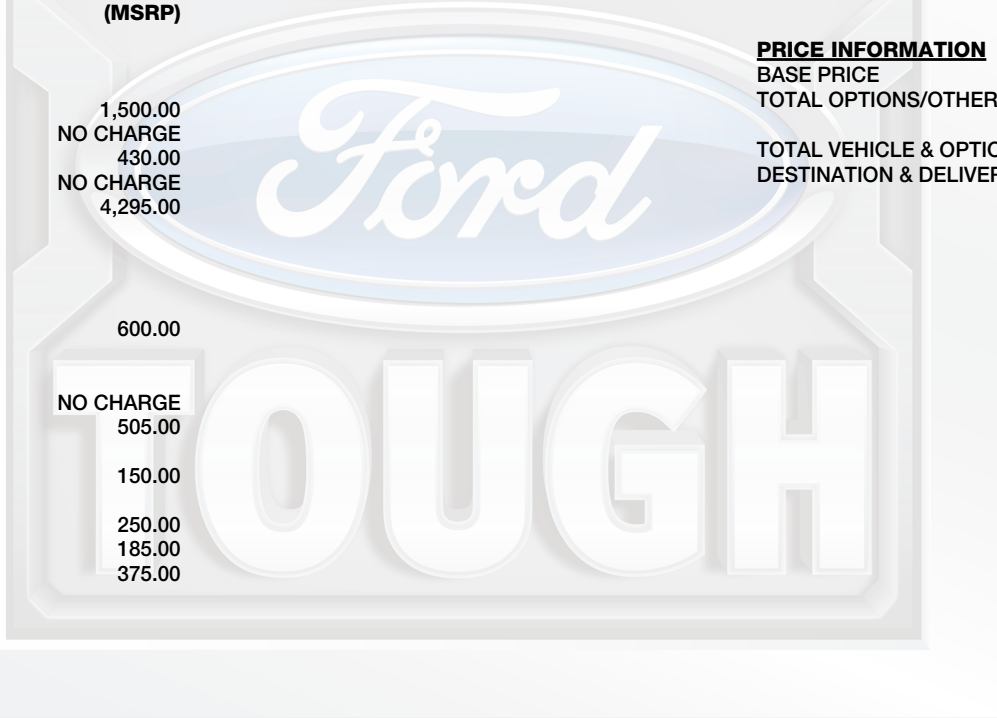 (MSRP)
1,500.00
NO CHARGE
430.00
NO CHARGE
4,295.00
600.00
NO CHARGE
505.00
150.00
250.00
185.00
375.00
PRICE INFORMATION
BASE PRICE
TOTAL OPTIONS/OTHER
TOTAL VEHICLE & OPTIO
DESTINATION & DELIVER
Ford
TOUGH